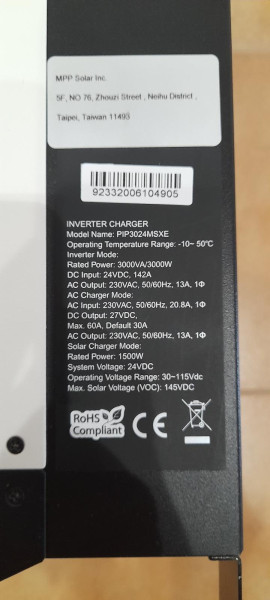 MPP Solar Inc.
5F, NO 76, Zhouzi Street , Neihu District ,
Taipei, Taiwan 11493
92332006104905
INVERTER CHARGER
Model Name: PIP3024MSXE
Operating Temperature Range: -10~ 50℃
Inverter Mode:
Rated Power: 3000VA/3000W
DC Input: 24VDC, 142A
AC Output: 230VAC, 50/60Hz, 13A, 1Φ
AC Charger Mode:
AC Input: 230VAC, 50/60Hz, 20.8A, 1Φ
DC Output: 27VDC,
Max. 60A, Default 30A
AC Output: 230VAC, 50/60Hz, 13A, 1Φ
Solar Charger Mode:
Rated Power: 1500W
System Voltage: 24VDC
Operating Voltage Range: 30~115Vdc
Max. Solar Voltage (VOC): 145VDC
RoHS
Compliant
CE